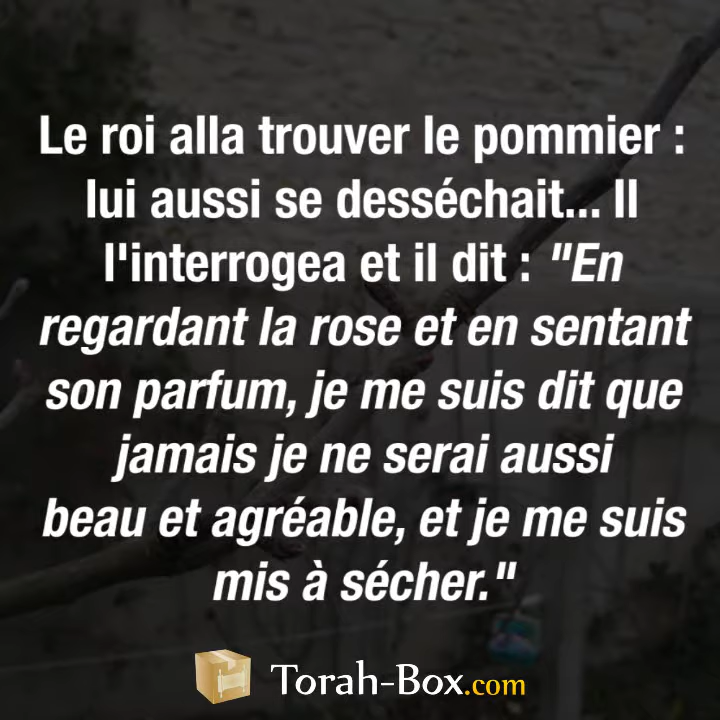 Le roi alla trouver le pommier :
lui aussi se desséchait... Il
l'interrogea et il dit : "En
regardant la rose et en sentant
son parfum, je me suis dit que
jamais je ne serai aussi
beau et agréable, et je me suis
mis à sécher."
Torah-Box.com